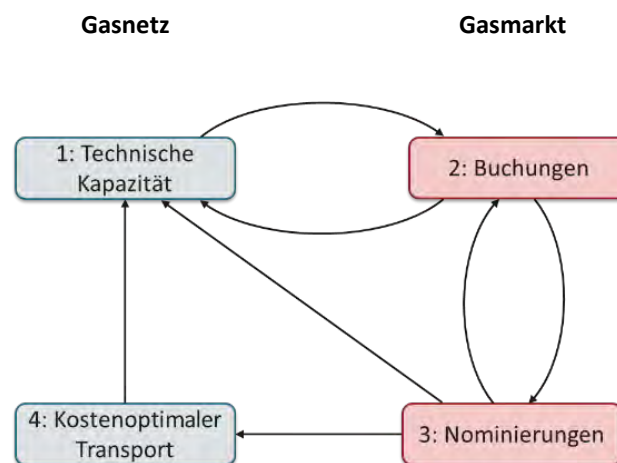 Gasnetz
Gasmarkt
1: Technische
Kapazität
2: Buchungen
4: Kostenoptimaler
Transport
3: Nominierungen